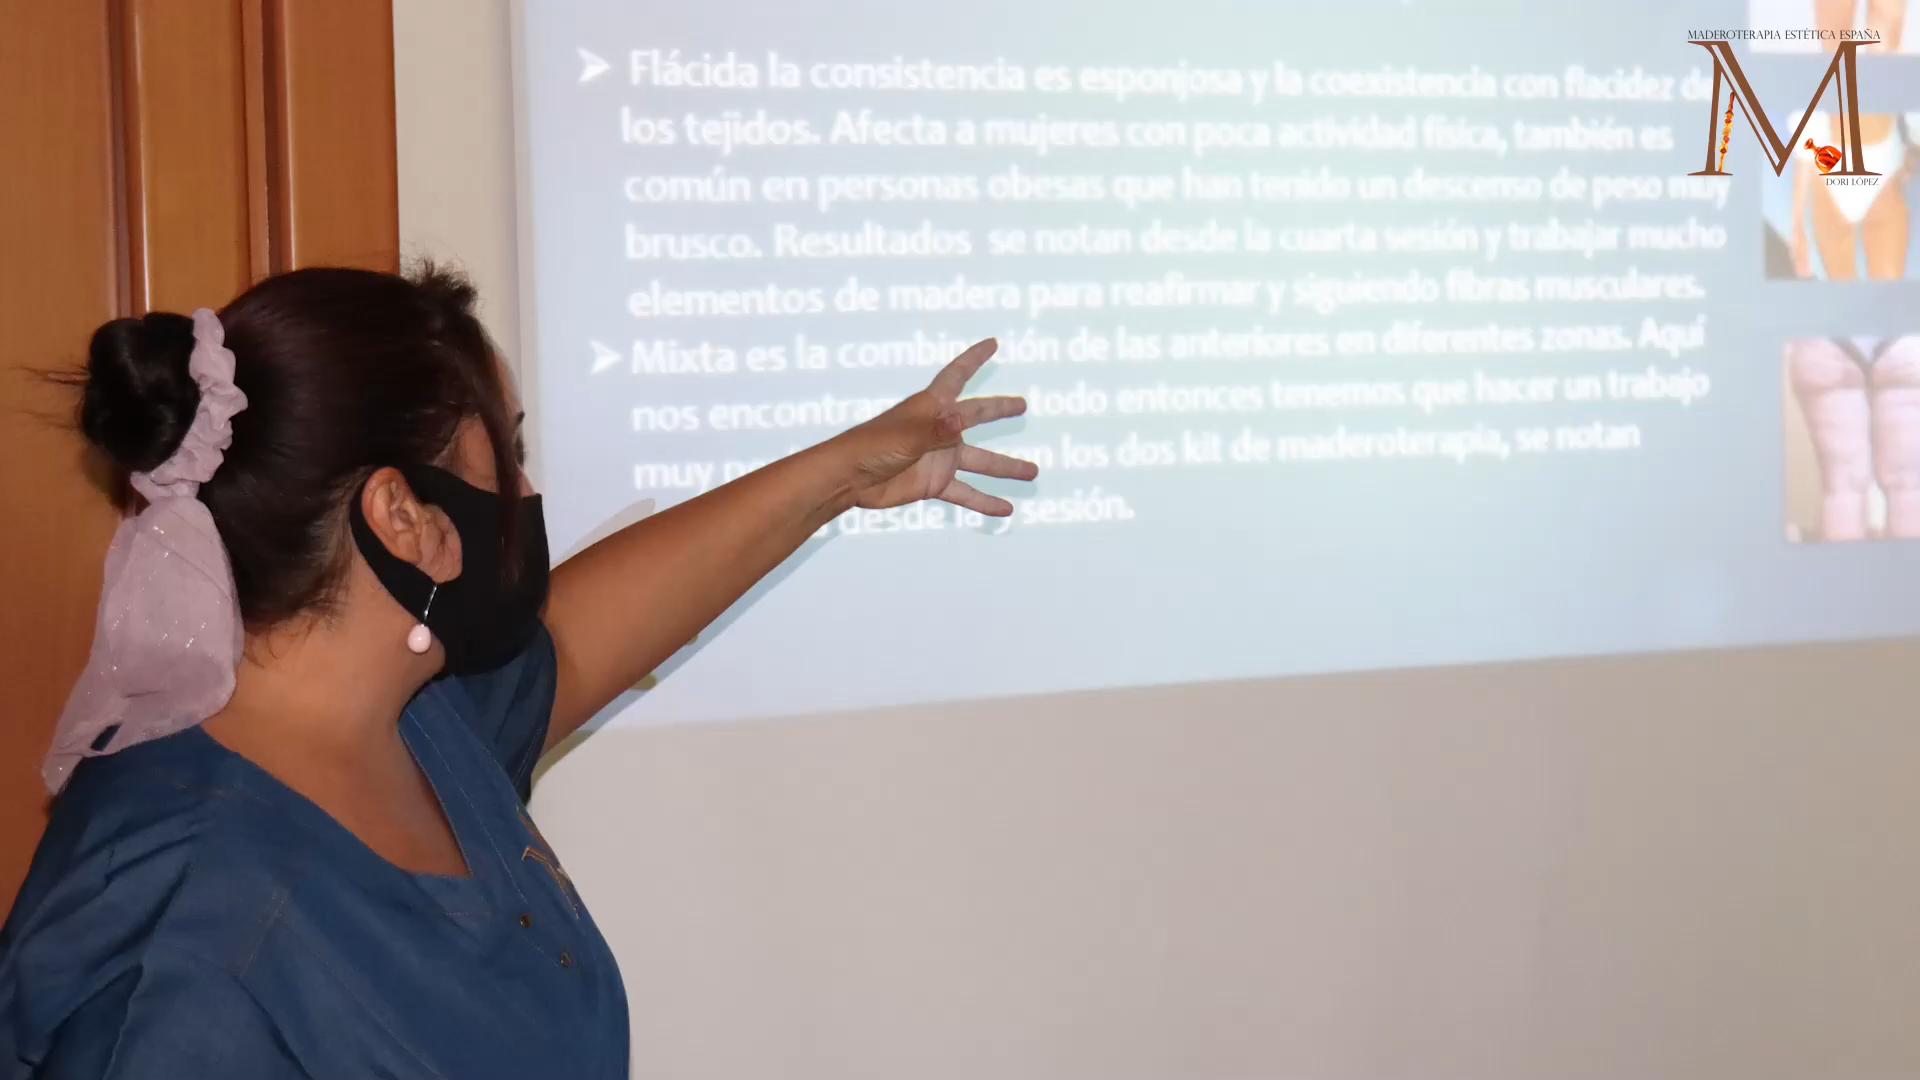 MADEROTERAPIA ESTÉTICA ESPAÑA
M
DORI LÓPEZ
➤ Flácida la consistencia es esponjosa y la coexistencia con flacidez de
los tejidos. Afecta a mujeres con poca actividad física, también es
común en personas obesas que han tenido un descenso de peso muy
brusco. Resultados se notan desde la cuarta sesión y trabajar mucho
elementos de madera para reafirmar y siguiendo fibras musculares.
➤ Mixta es la combinación de las anteriores en diferentes zonas. Aquí
nos todo entonces tenemos que hacer un trabajo
muy los dos kit de maderoterapia, se notan
desde la sesión.